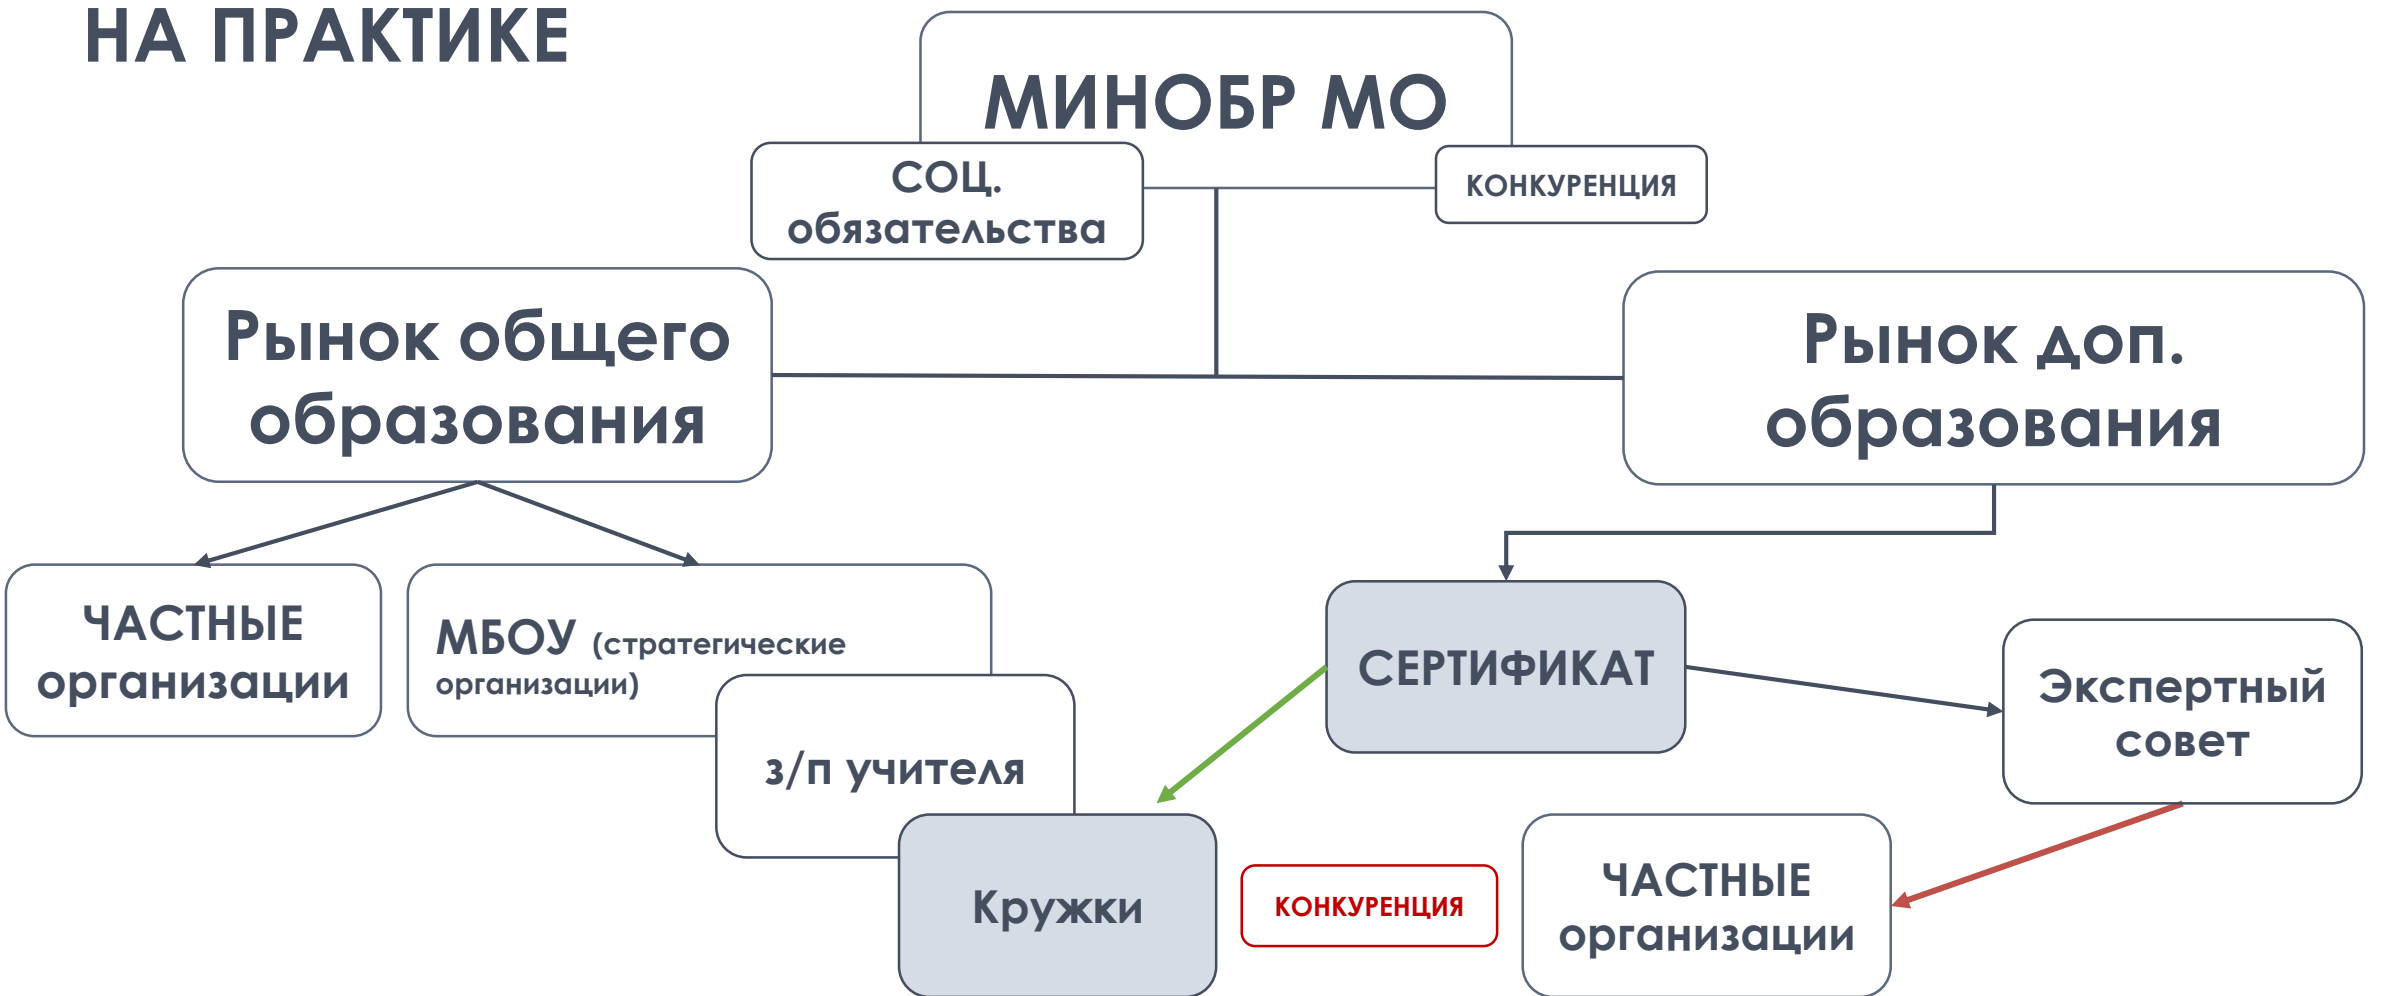 НА ПРАКТИКЕ
МИНОБР МО
СОЦ.
обязательства
КОНКУРЕНЦИЯ
Рынок общего
образования
Рынок доп.
образования
ЧАСТНЫЕ
организации
МБОУ (стратегические
организации)
з/п учителя
Кружки
СЕРТИФИКАТ
Экспертный
совет
КОНКУРЕНЦИЯ
ЧАСТНЫЕ
организации